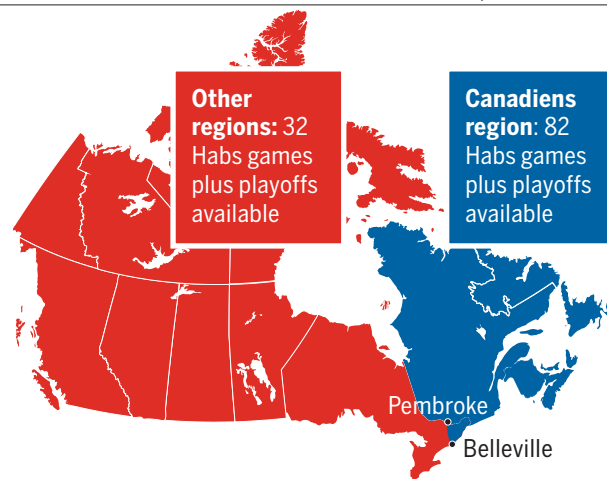 Other
regions: 32
Habs games
plus playoffs
available
Canadiens
region: 82
Habs games
plus playoffs
available
Pembroke
Belleville